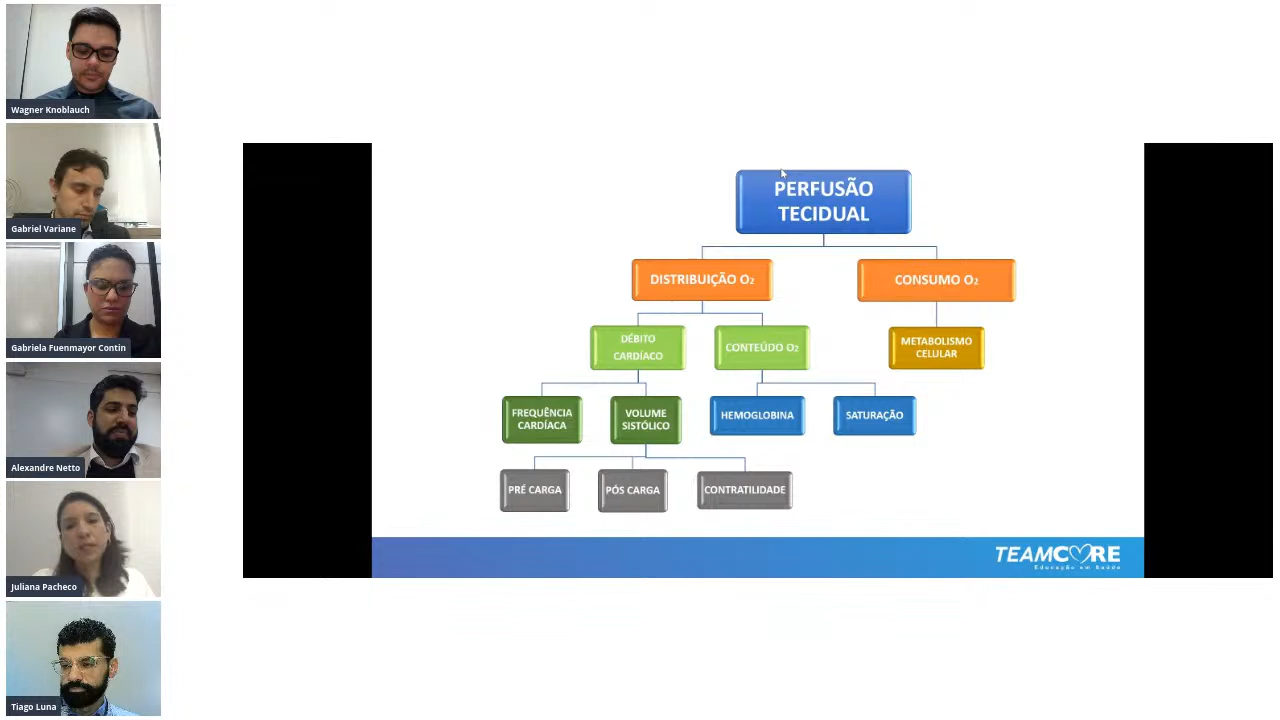 Wagner Knoblauch
Gabriel Variane
Gabriela Fuenmayor Contin
Alexandre Netto
Juliana Pacheco
Tiago Luna
PERFUSÃO
TECIDUAL
DISTRIBUIÇÃO O₂
CONSUMO O₂
DÉBITO
CARDÍACO
CONTEÚDO O₂
METABOLISMO
CELULAR
FREQUÊNCIA
CARDÍACA
VOLUME
SISTÓLICO
HEMOGLOBINA
SATURAÇÃO
PRÉ CARGA
PÓS CARGA
CONTRATILIDADE
TEAMCORE
Educação em Saúde